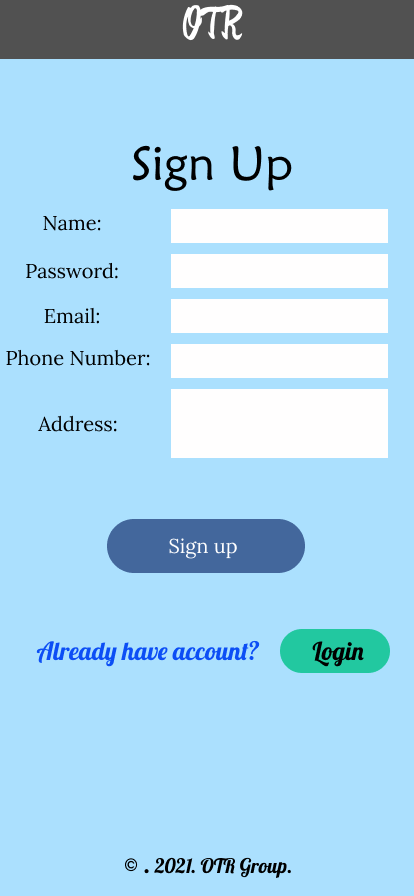 OTR
Sign Up
Name:
Password:
Email:
Phone Number:
Address:
Sign up
Already have account? Login
© . 2021. OTR Group.